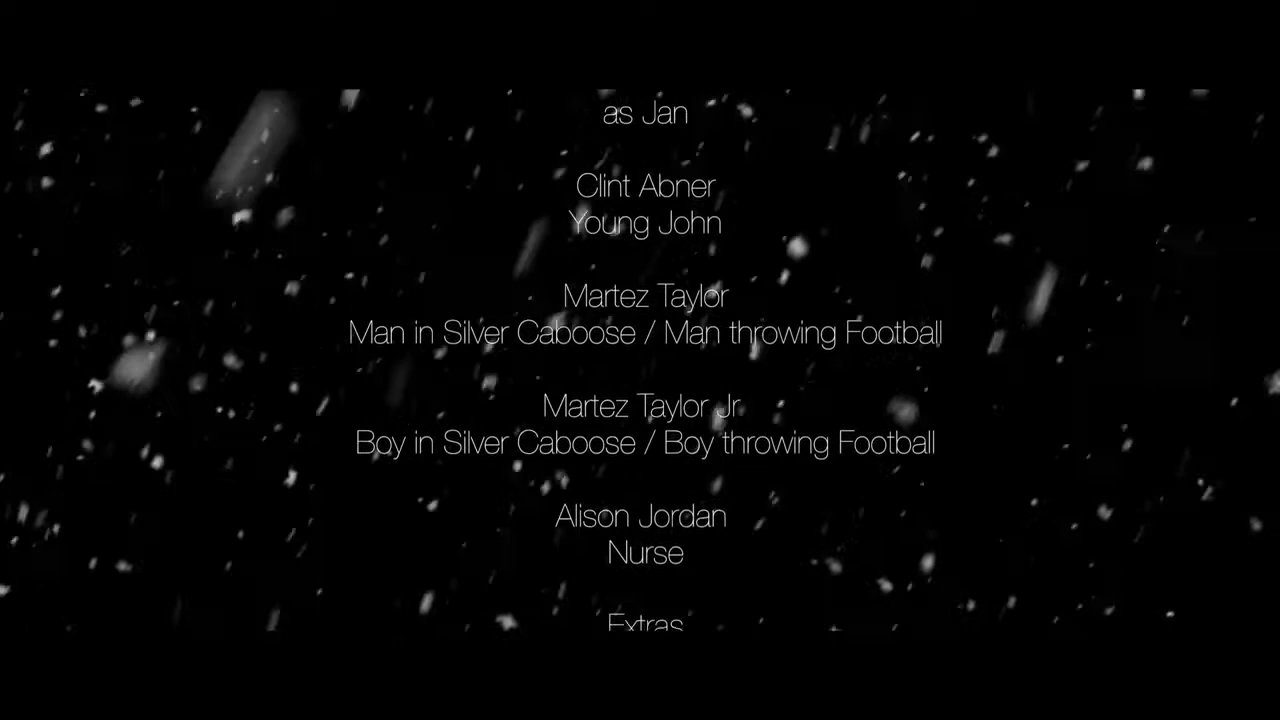 as Jan
Clint Abner
Young John
Martez Taylor
Man in Silver Caboose / Man throwing Football
Martez Taylor Jr
Boy in Silver Caboose / Boy throwing Football
Alison Jordan
Nurse
Extras